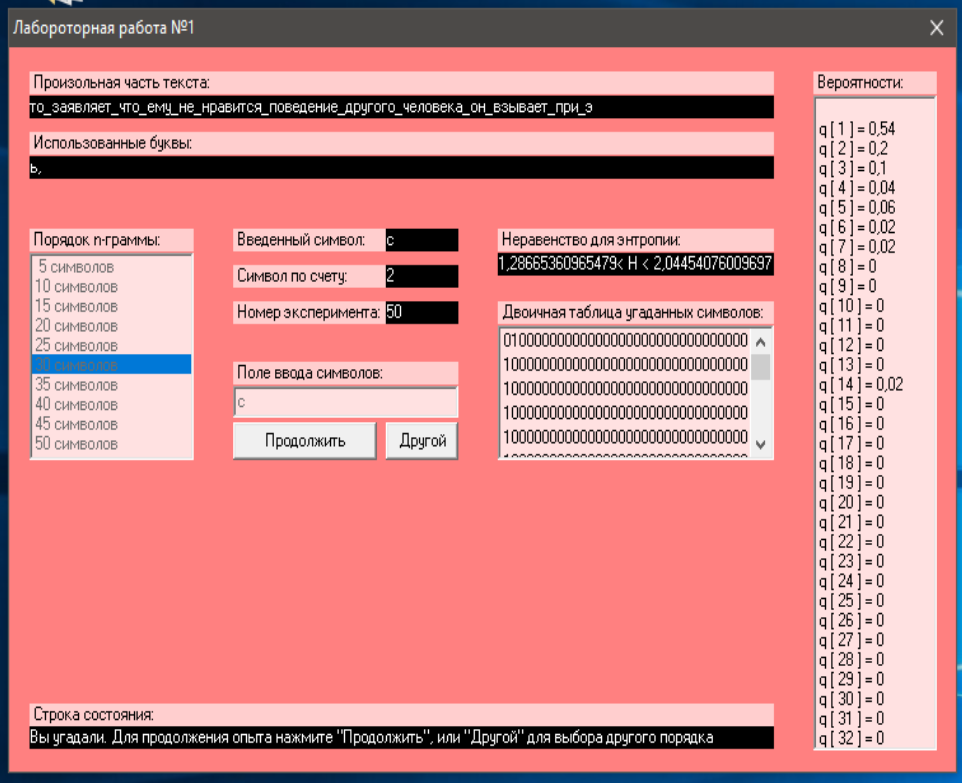 Лабороторная работа №1
Произольная часть текста:
то_заявляет_что_ему_не_нравится_поведение_другого_человека_он_взывает_при_э
Использованные буквы:
ь,
Порядок n-граммы:
5 символов
10 символов
15 символов
20 символов
25 символов
30 символов
35 символов
40 символов
45 символов
50 символов
Введенный символ: с
Символ по счету: 2
Номер эксперимента: 50
Поле ввода символов:
с
Продолжить Другой
Неравенство для энтропии:
1,28665360965479< H < 2,04454076009697
Двоичная таблица угаданных символов:
01000000000000000000000000000000
10000000000000000000000000000000
10000000000000000000000000000000
10000000000000000000000000000000
10000000000000000000000000000000
Вероятности:
q[1] = 0,54
q[2] = 0,2
q[3] = 0,1
q[4] = 0,04
q[5] = 0,06
q[6] = 0,02
q[7] = 0,02
q[8] = 0
q[9] = 0
q[10] = 0
q[11] = 0
q[12] = 0
q[13] = 0
q[14] = 0,02
q[15] = 0
q[16] = 0
q[17] = 0
q[18] = 0
q[19] = 0
q[20] = 0
q[21] = 0
q[22] = 0
q[23] = 0
q[24] = 0
q[25] = 0
q[26] = 0
q[27] = 0
q[28] = 0
q[29] = 0
q[30] = 0
q[31] = 0
q[32] = 0
Строка состояния:
Вы угадали. Для продолжения опыта нажмите "Продолжить", или "Другой" для выбора другого порядка